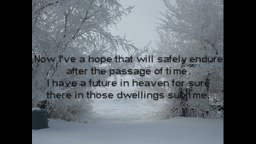 Now I've a hope that will safely endure
after the passage of time.
I have a future in heaven for sure
there in those dwellings sublime.